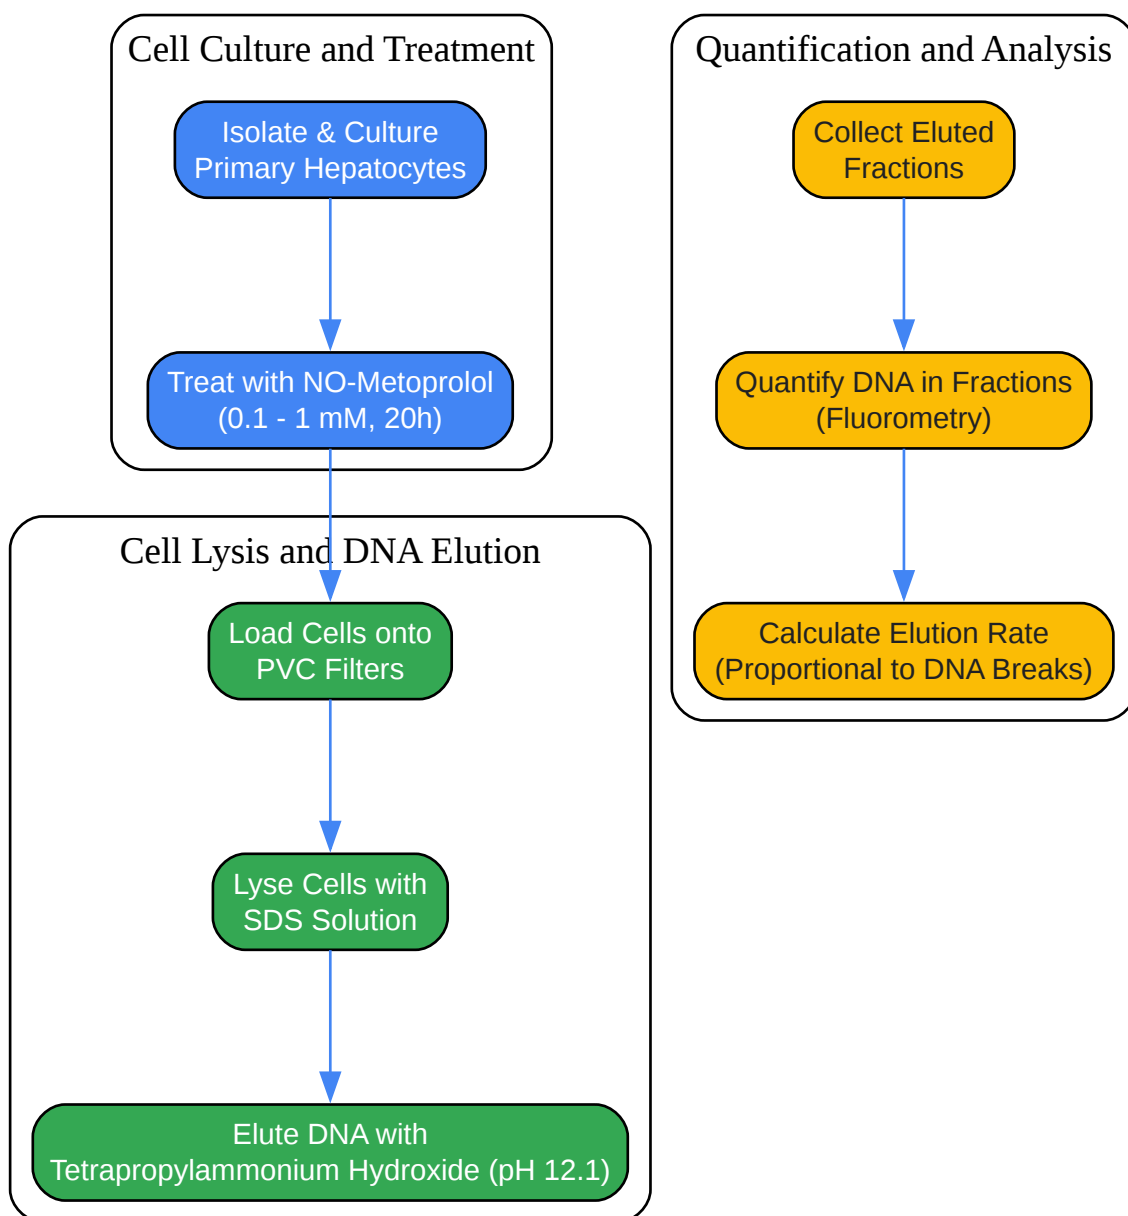 Cell Culture and Treatment
Isolate & Culture
Primary Hepatocytes
Treat with NO-Metoprolol
(0.1 - 1 mM, 20h)
Cell Lysis and DNA Elution
Load Cells onto
PVC Filters
Lyse Cells with
SDS Solution
Elute DNA with
Tetrapropylammonium Hydroxide (pH 12.1)
Quantification and Analysis
Collect Eluted
Fractions
Quantify DNA in Fractions
(Fluorometry)
Calculate Elution Rate
(Proportional to DNA Breaks)